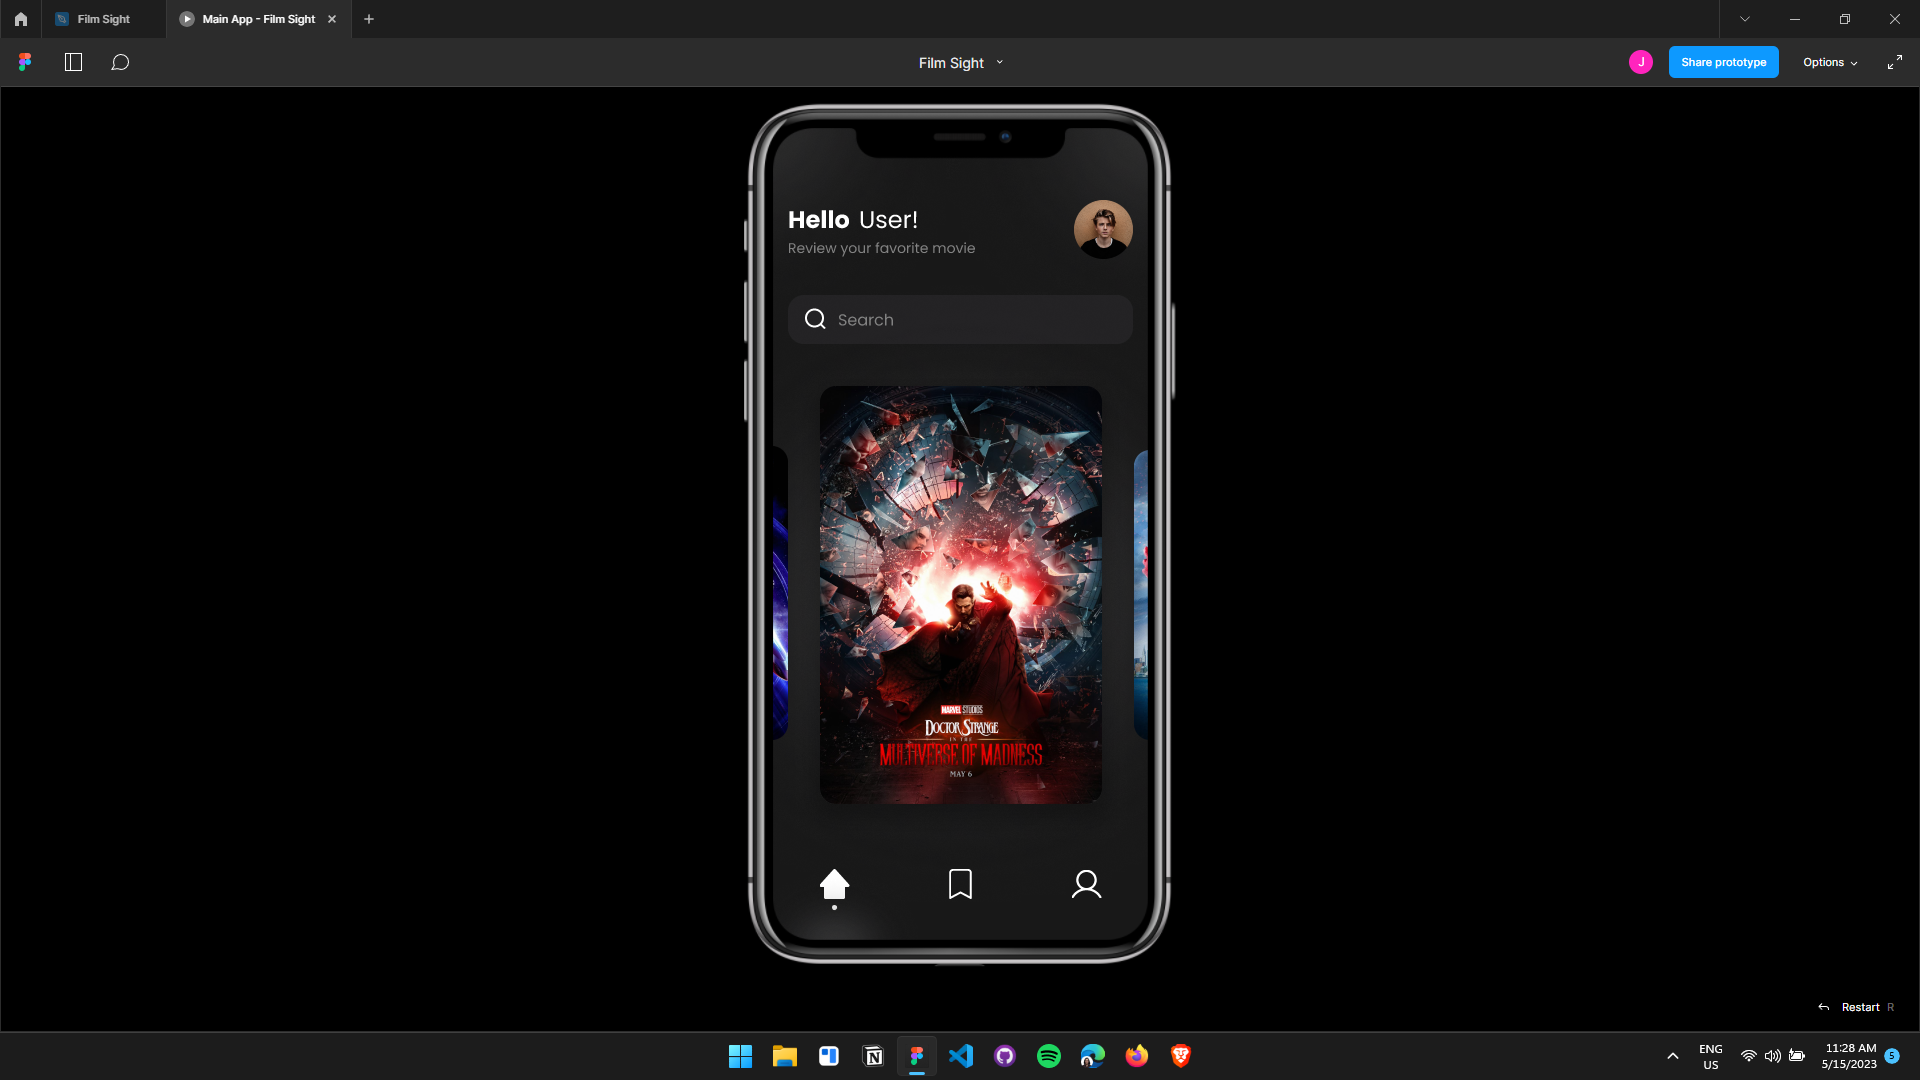 Film Sight
Main App - Film Sight
Film Sight
J
Share prototype
Options
Hello User!
Review your favorite movie
Search
MARVEL STUDIOS
DOCTOR STRANGE
IN THE
MULTIVERSE OF MADNESS
MAY 6
Restart R
ENG
US
11:28 AM
5/15/2023
5